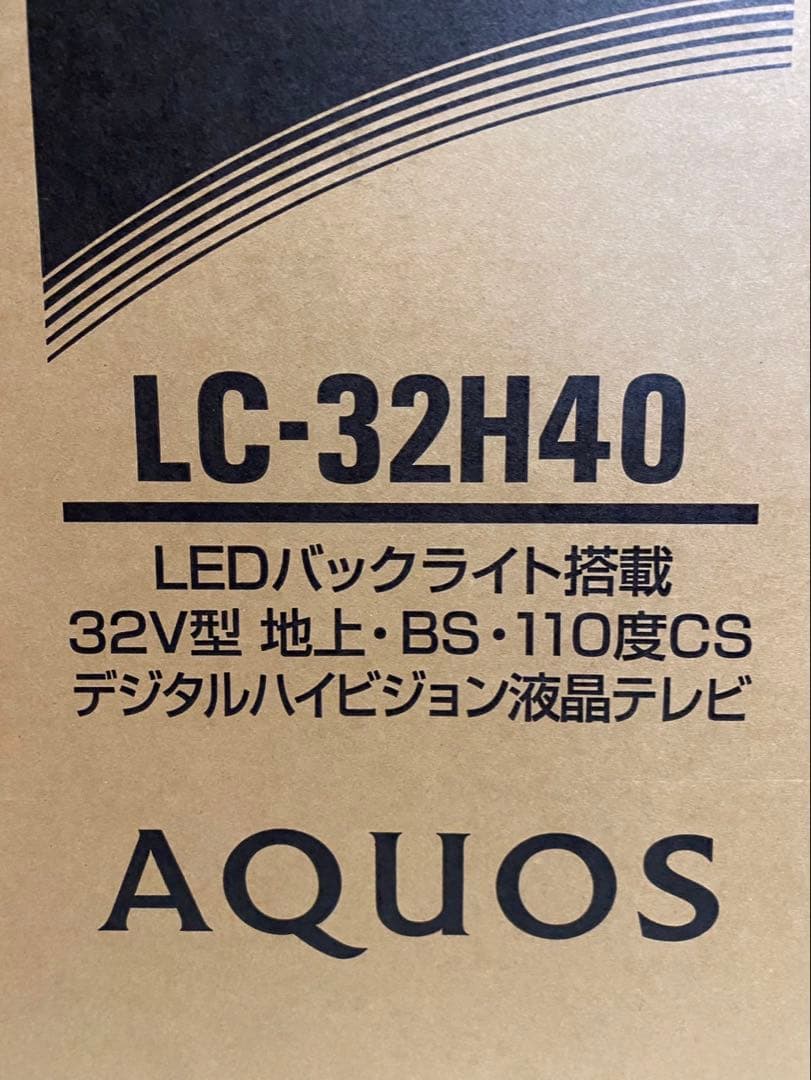 LC-32H40
LEDバックライト搭載
32V型 地上・BS・110度CS
デジタルハイビジョン液晶テレビ
AQUOS